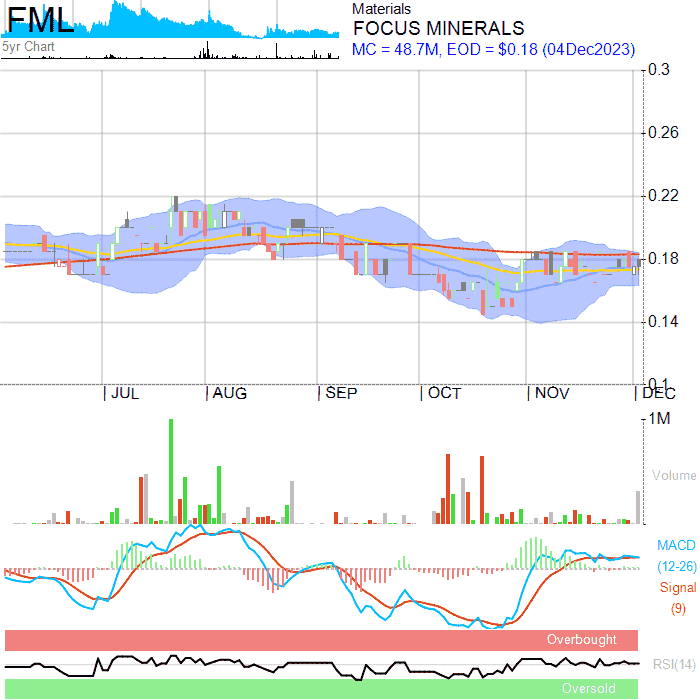 FML
5yr Chart
Materials
FOCUS MINERALS
MC = 48.7M, EOD = $0.18 (04Dec2023)
0.3
0.26
0.22
0.18
0.14
0.1
JUL AUG SEP OCT NOV DEC
1M
Volume
MACD
(12-26)
Signal
(9)
Overbought
RSI(14)
Oversold